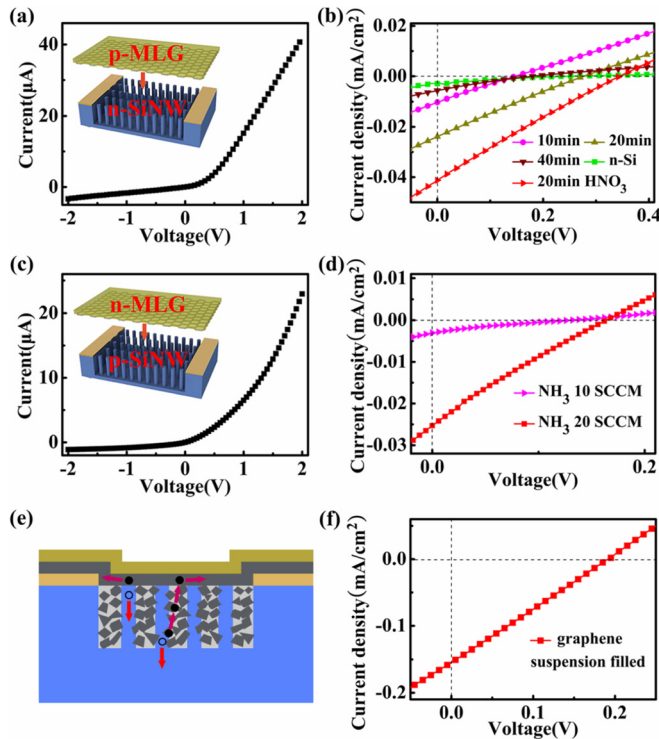 (a)
Current(μA)
40
20
0
p-MLG
n-SiNW
-2 -1 0 1 2
Voltage(V)
(b)
Current density(mA/cm²)
0.02
0.00
-0.02
-0.04
10min 20min
40min n-Si
20min HNO₃
0.0 0.2 0.4
Voltage(V)
(c)
Current(μA)
20
10
0
n-MLG
p-SiNW
-2 -1 0 1 2
Voltage(V)
(d)
Current density(mA/cm²)
0.01
0.00
-0.01
-0.02
-0.03
NH₃ 10 SCCM
NH₃ 20 SCCM
0.0 0.1 0.2
Voltage(V)
(e)
(f)
Current density(mA/cm²)
0.0
-0.1
-0.2
graphene
suspension filled
0.0 0.1 0.2
Voltage(V)